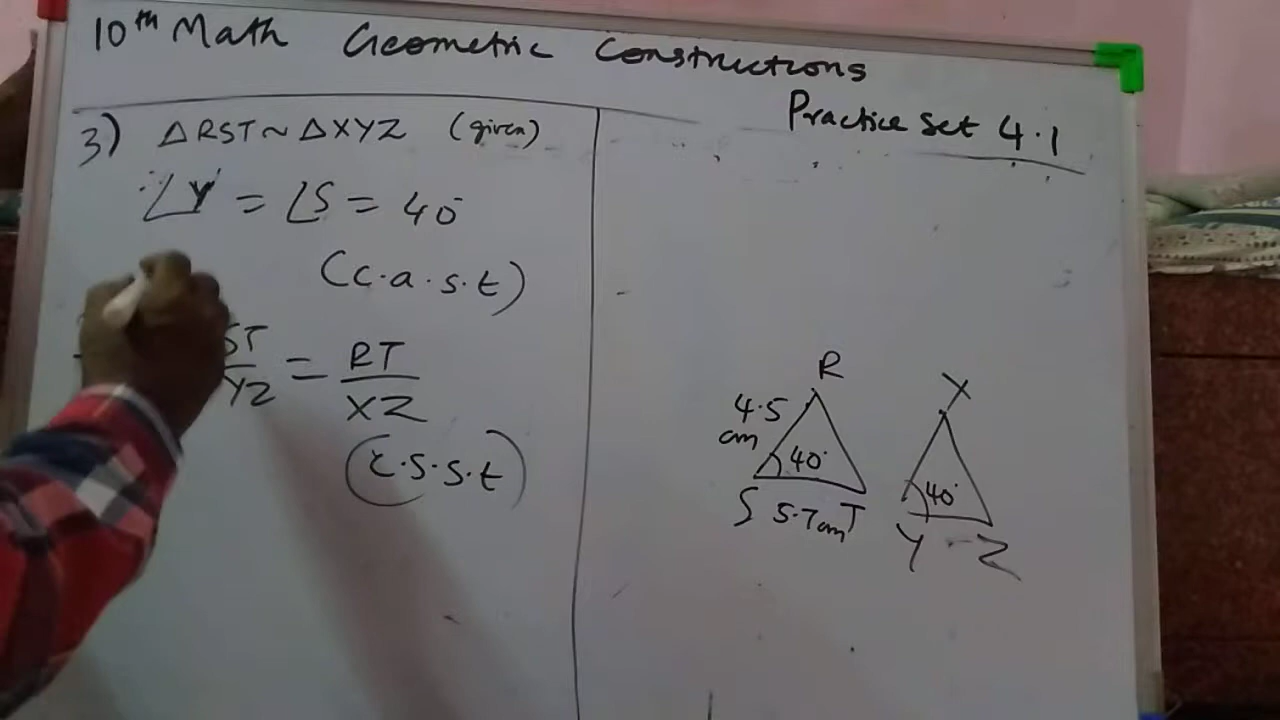 10th Math Geometric Constructions
Practice Set 4.1
3) △RST ~ △XYZ (given)
∠Y = ∠S = 40°
(c.a.s.t)
ST/YZ = RT/XZ
(c.s.s.t)
R
4.5
cm
40°
S 5.7cm T
X
40°
Y Z